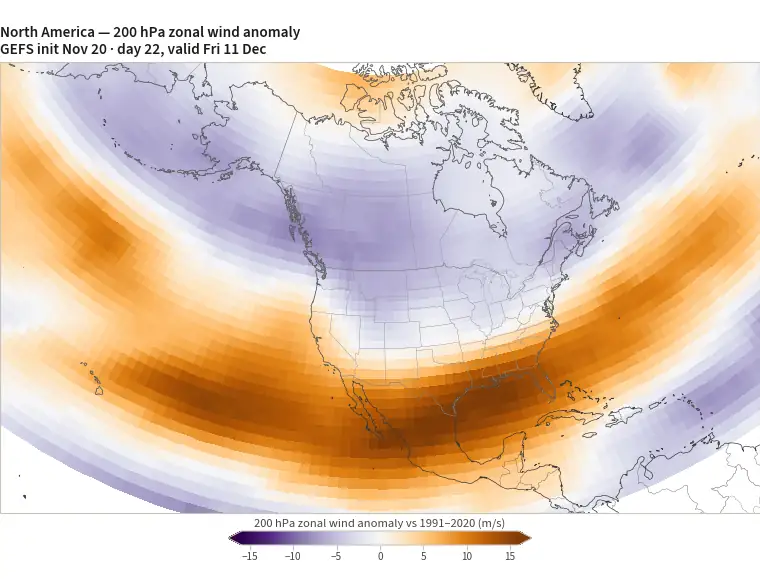 North America — 200 hPa zonal wind anomaly
GEFS init Nov 20 · day 22, valid Fri 11 Dec
200 hPa zonal wind anomaly vs 1991–2020 (m/s)
−15 −10 −5 0 5 10 15